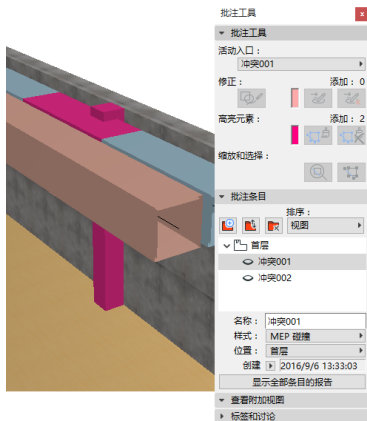 批注工具
批注工具
活动入口：
冲突001
修正：
添加：0
高亮元素：
添加：2
缩放和选择：
批注条目
排序：
视图
首层
冲突001
冲突002
名称：
冲突001
样式：
MEP 碰撞
位置：
首层
创建
2016/9/6 13:33:03
显示全部条目的报告
查看附加视图
标签和讨论